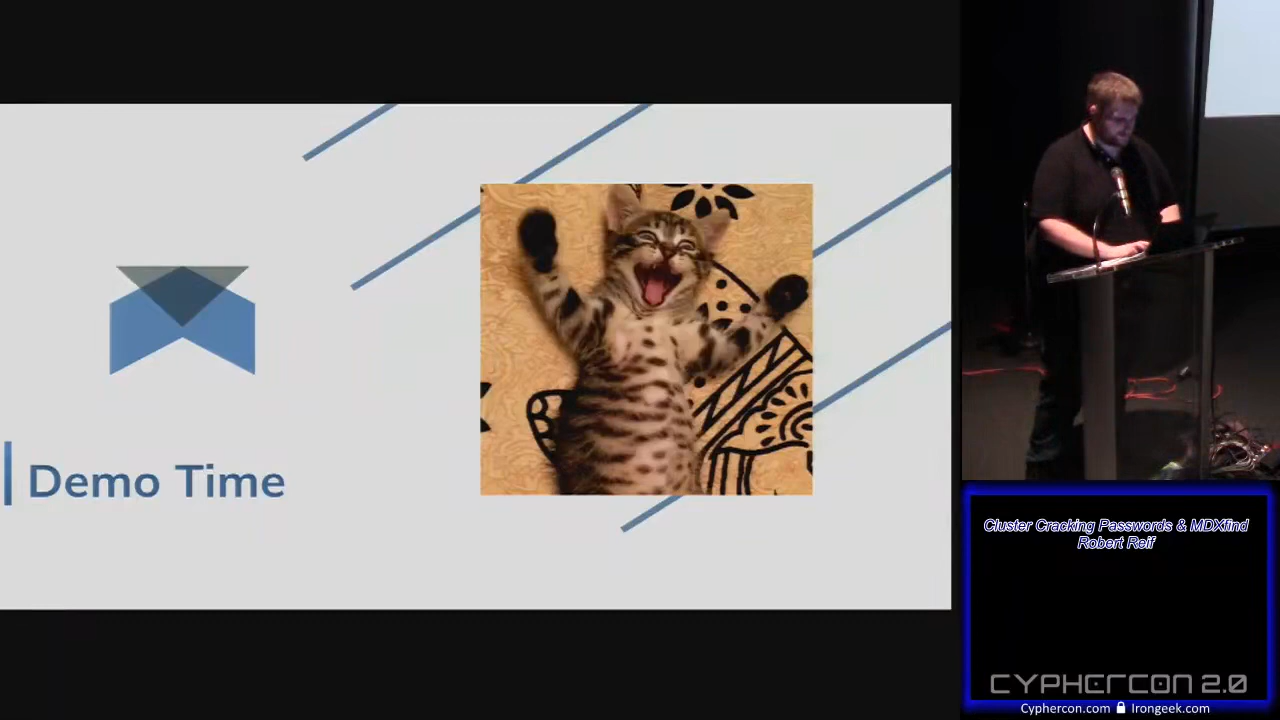 Demo Time
Cluster Cracking Passwords & MDXfind
Robert Reif
CYPHERCON 2.0
Cyphercon.com Irongeek.com